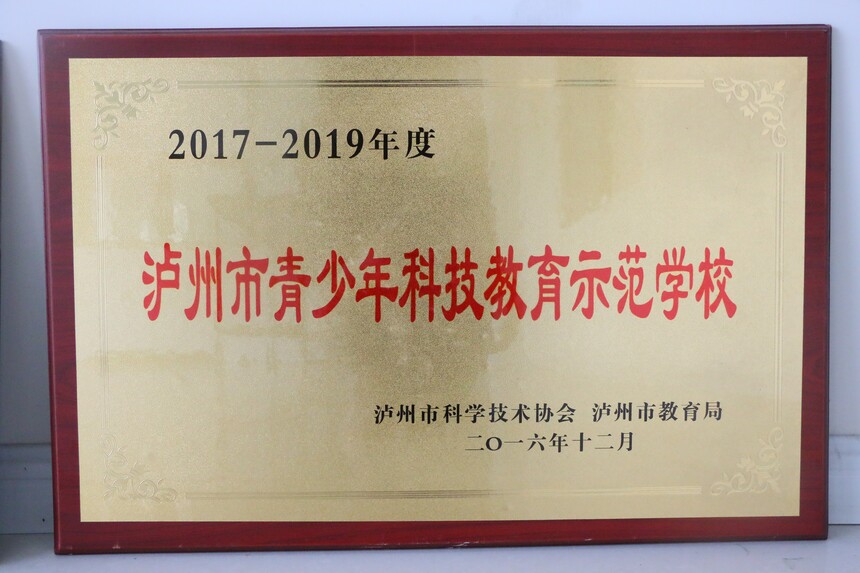 2017-2019年度
泸州市青少年科技教育示范学校
泸州市科学技术协会 泸州市教育局
二〇一六年十二月